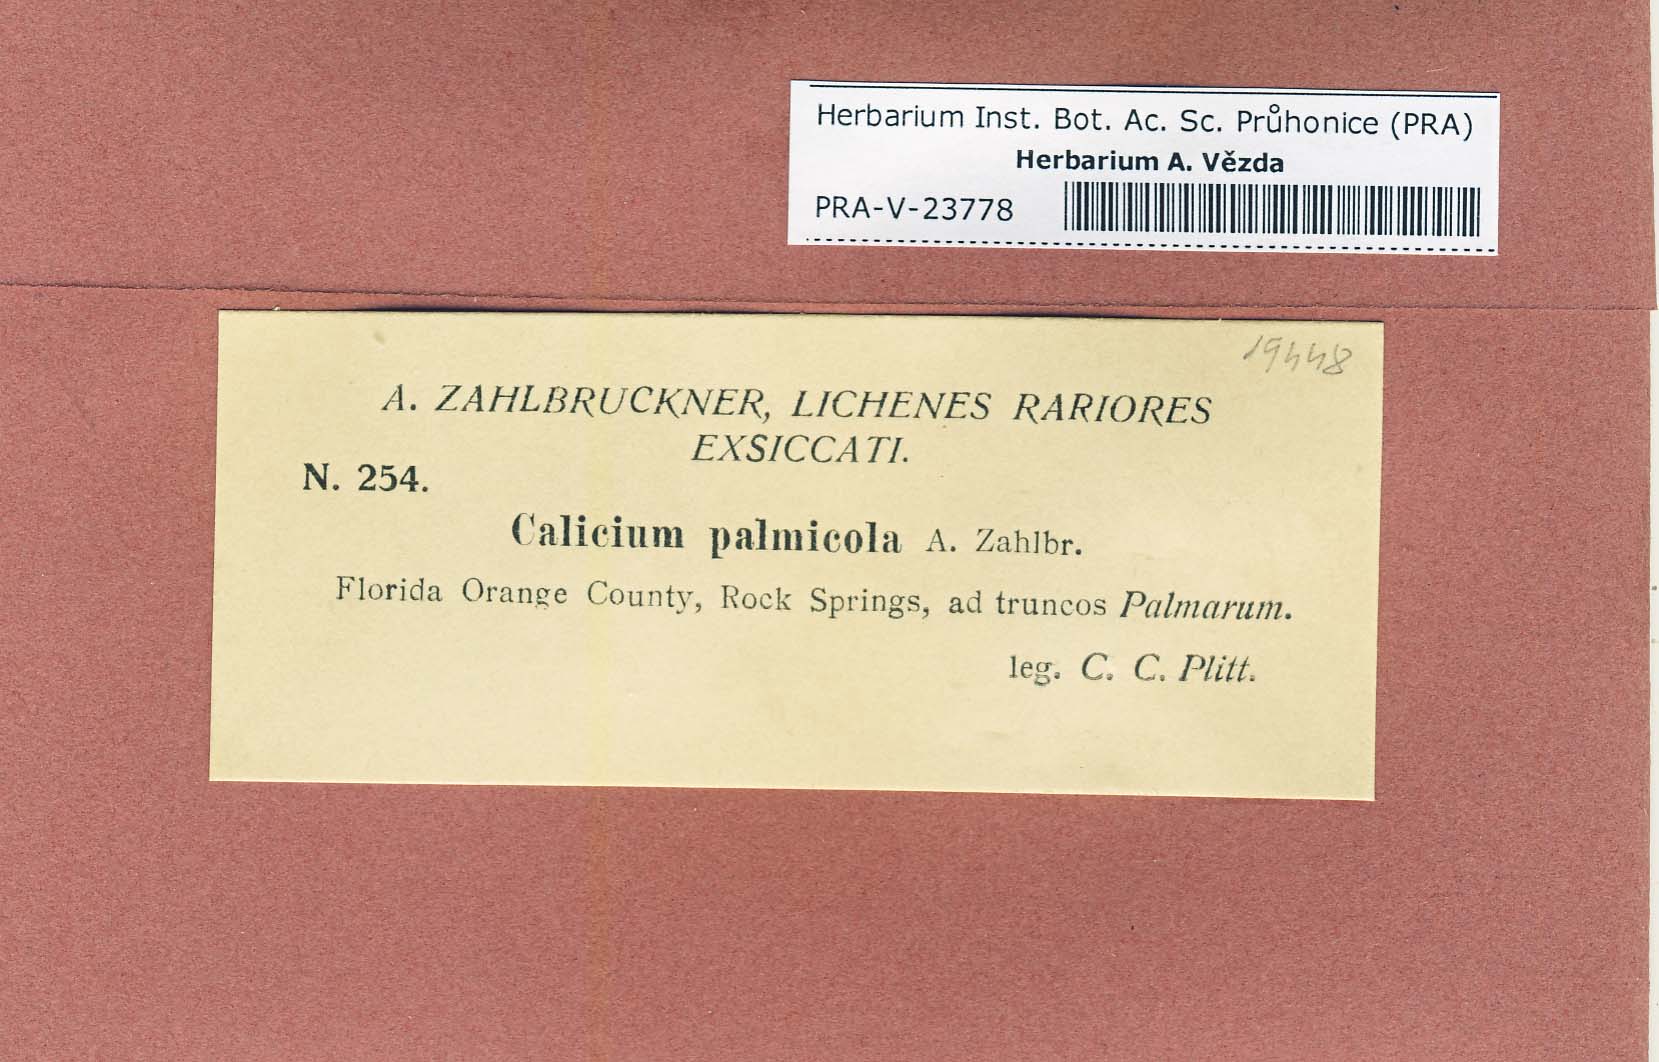 Herbarium Inst. Bot. Ac. Sc. Průhonice (PRA)
Herbarium A. Vězda
PRA-V-23778
19448
A. ZAHLBRUCKNER, LICHENES RARIORES
EXSICCATI.
N. 254.
Calicium palmicola A. Zahlbr.
Florida Orange County, Rock Springs, ad truncos Palmarum.
leg. C. C. Plitt.